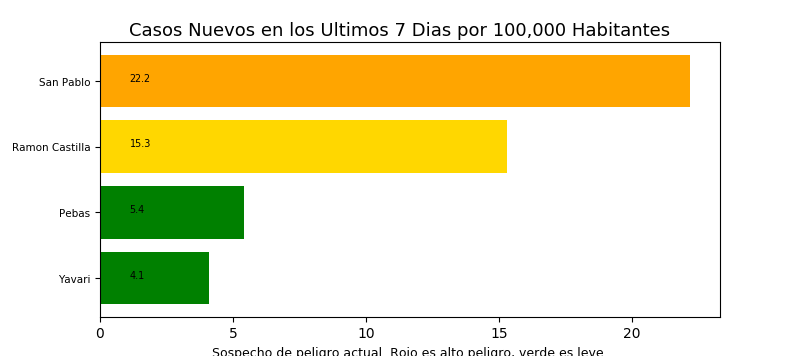 Casos Nuevos en los Ultimos 7 Dias por 100,000 Habitantes
San Pablo 22.2
Ramon Castilla 15.3
Pebas 5.4
Yavari 4.1
0 5 10 15 20
Sospecho de peligro actual. Rojo es alto peligro, verde es leve